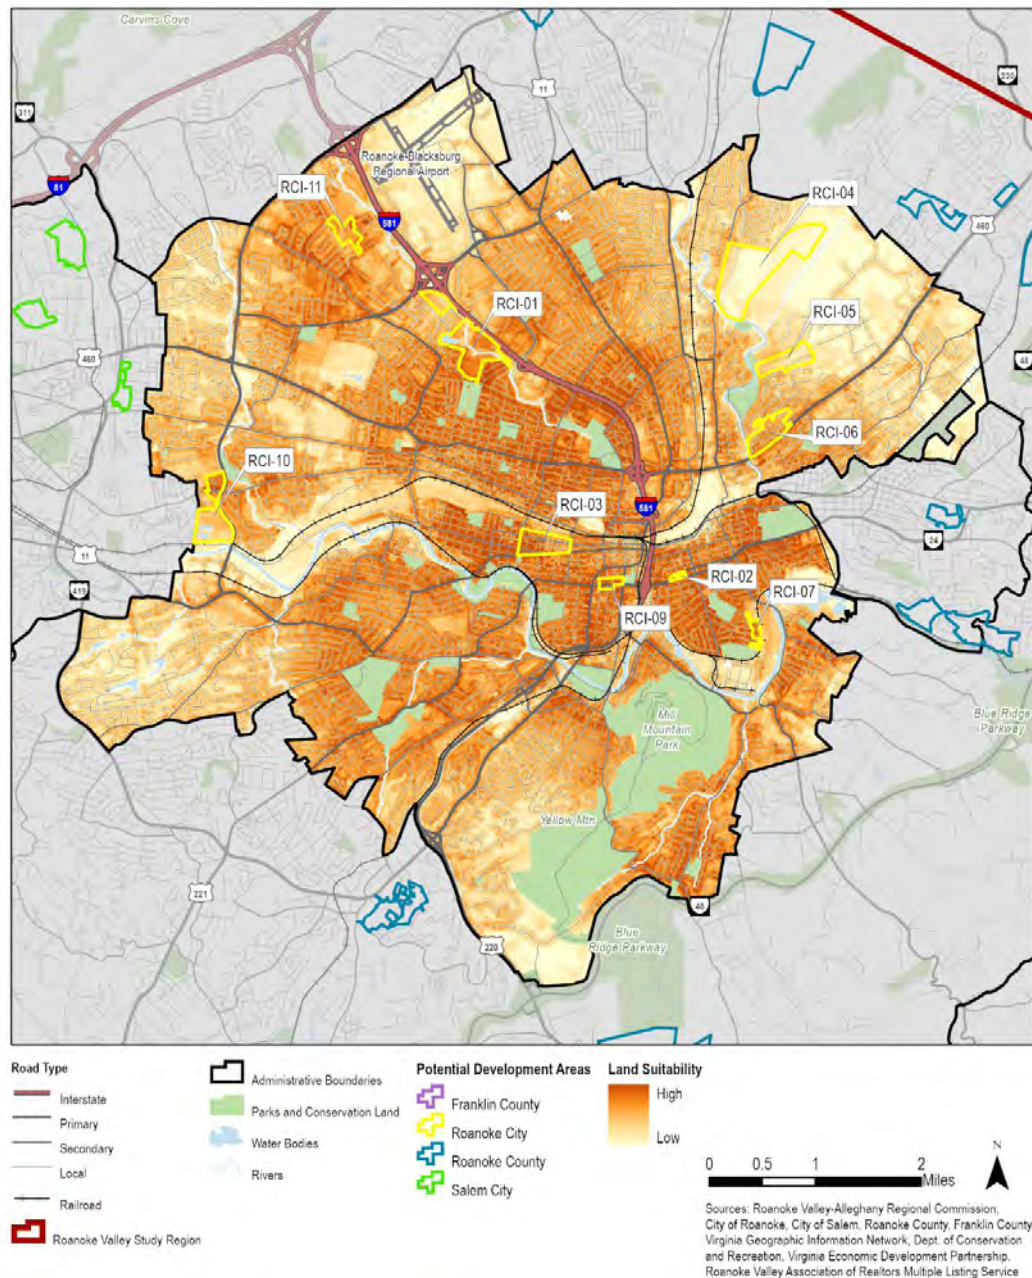 Carvins Cove
11
220
311
Roanoke-Blacksburg
Regional Airport
81
RCI-11
RCI-04
581
460
RCI-01
RCI-05
460
48
RCI-06
RCI-10
RCI-03
581
24
11
RCI-02
419
RCI-07
RCI-09
Mill
Mountain
Park
Blue Ridge
Parkway
Yellow Mtn
221
48
220
Blue
Ridge Parkway
Road Type
Interstate
Primary
Secondary
Local
Railroad
Roanoke Valley Study Region
Administrative Boundaries
Parks and Conservation Land
Water Bodies
Rivers
Potential Development Areas
Franklin County
Roanoke City
Roanoke County
Salem City
Land Suitability
High
Low
N
0 0.5 1 2
Miles
Sources: Roanoke Valley-Alleghany Regional Commission,
City of Roanoke, City of Salem, Roanoke County, Franklin County
Virginia Geographic Information Network, Dept. of Conservation
and Recreation, Virginia Economic Development Partnership,
Roanoke Valley Association of Realtors Multiple Listing Service